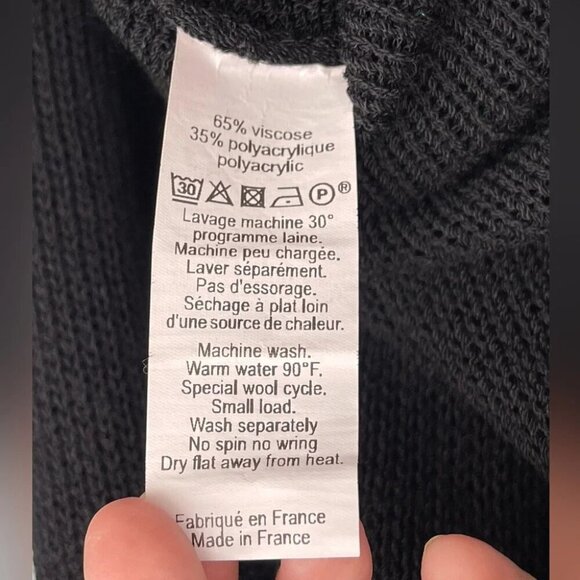 65% viscose
35% polyacrylique
polyacrylic
30 P ®
Lavage machine 30°
programme laine.
Machine peu chargée.
Laver séparément.
Pas d'essorage.
Séchage à plat loin
d'une source de chaleur.
Machine wash.
Warm water 90°F.
Special wool cycle.
Small load.
Wash separately
No spin no wring
Dry flat away from heat.
Fabriqué en France
Made in France